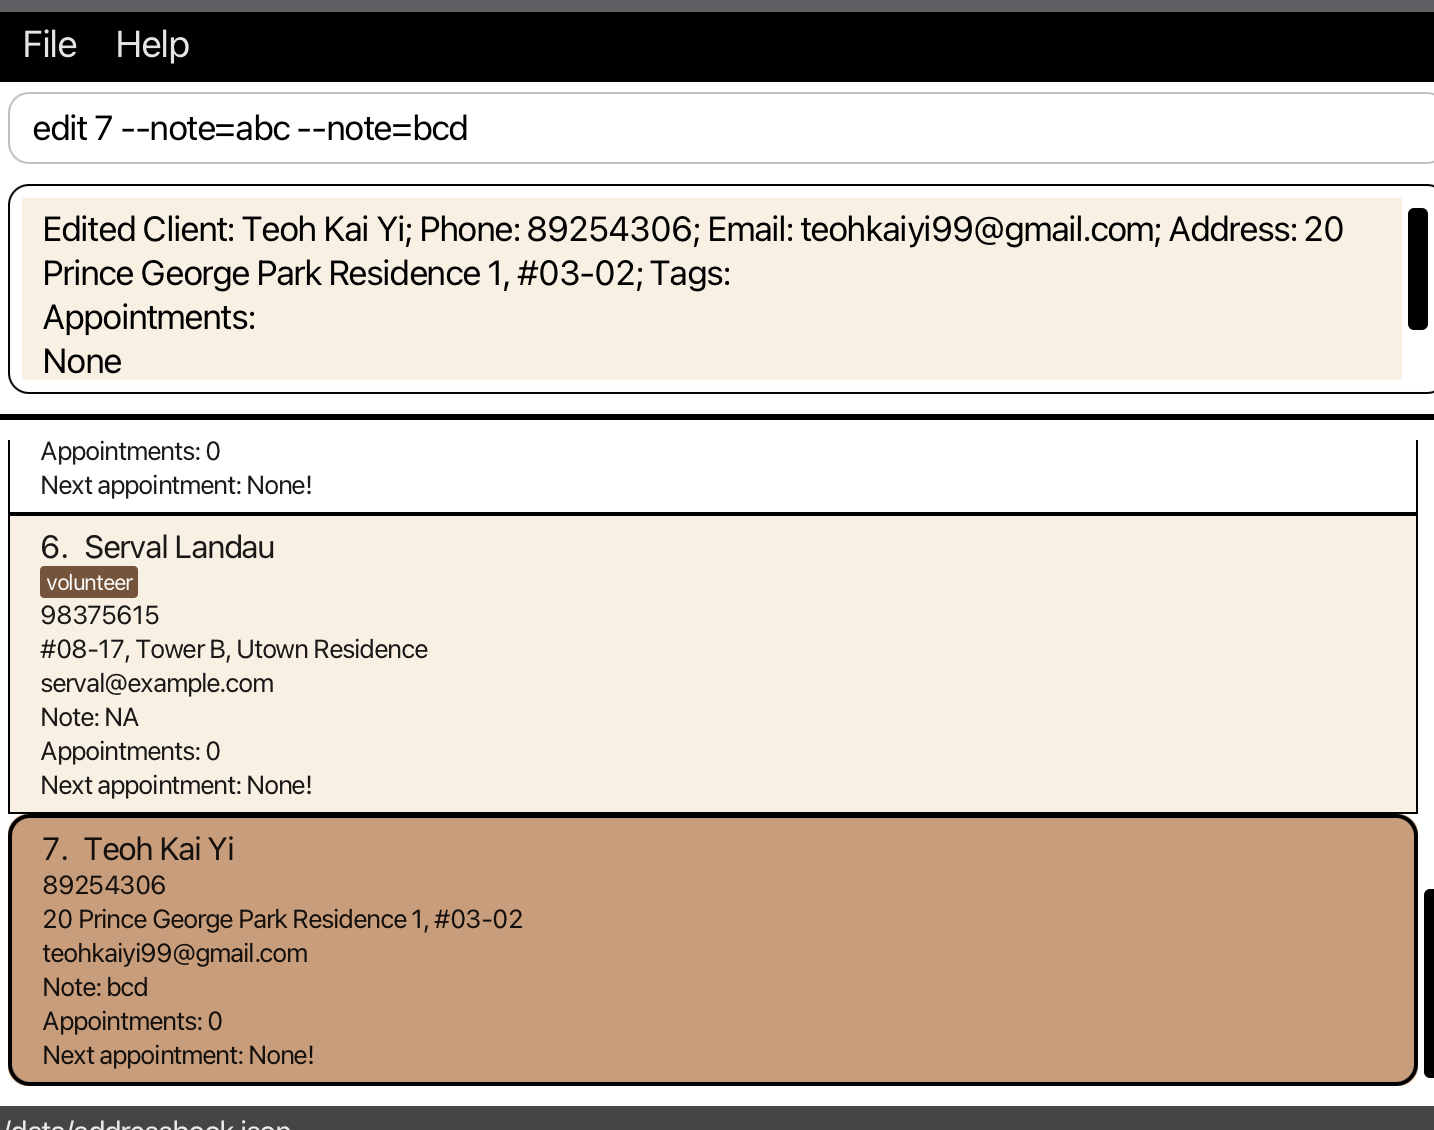 File Help
edit 7 --note=abc --note=bcd
Edited Client: Teoh Kai Yi; Phone: 89254306; Email: teohkaiyi99@gmail.com; Address: 20
Prince George Park Residence 1, #03-02; Tags:
Appointments:
None
Appointments: 0
Next appointment: None!
6. Serval Landau
volunteer
98375615
#08-17, Tower B, Utown Residence
serval@example.com
Note: NA
Appointments: 0
Next appointment: None!
7. Teoh Kai Yi
89254306
20 Prince George Park Residence 1, #03-02
teohkaiyi99@gmail.com
Note: bcd
Appointments: 0
Next appointment: None!
/data/addressbook.json